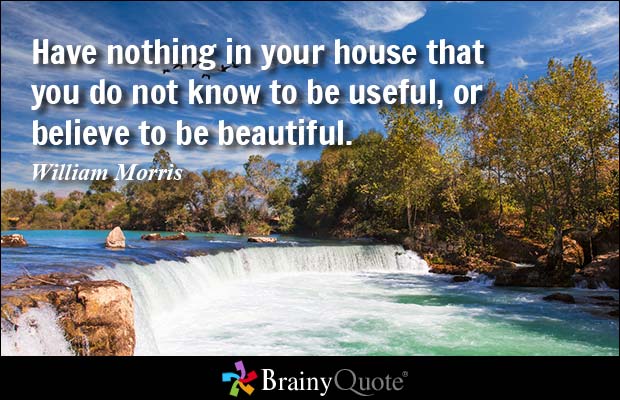 Have nothing in your house that
you do not know to be useful, or
believe to be beautiful.
William Morris
BrainyQuote®